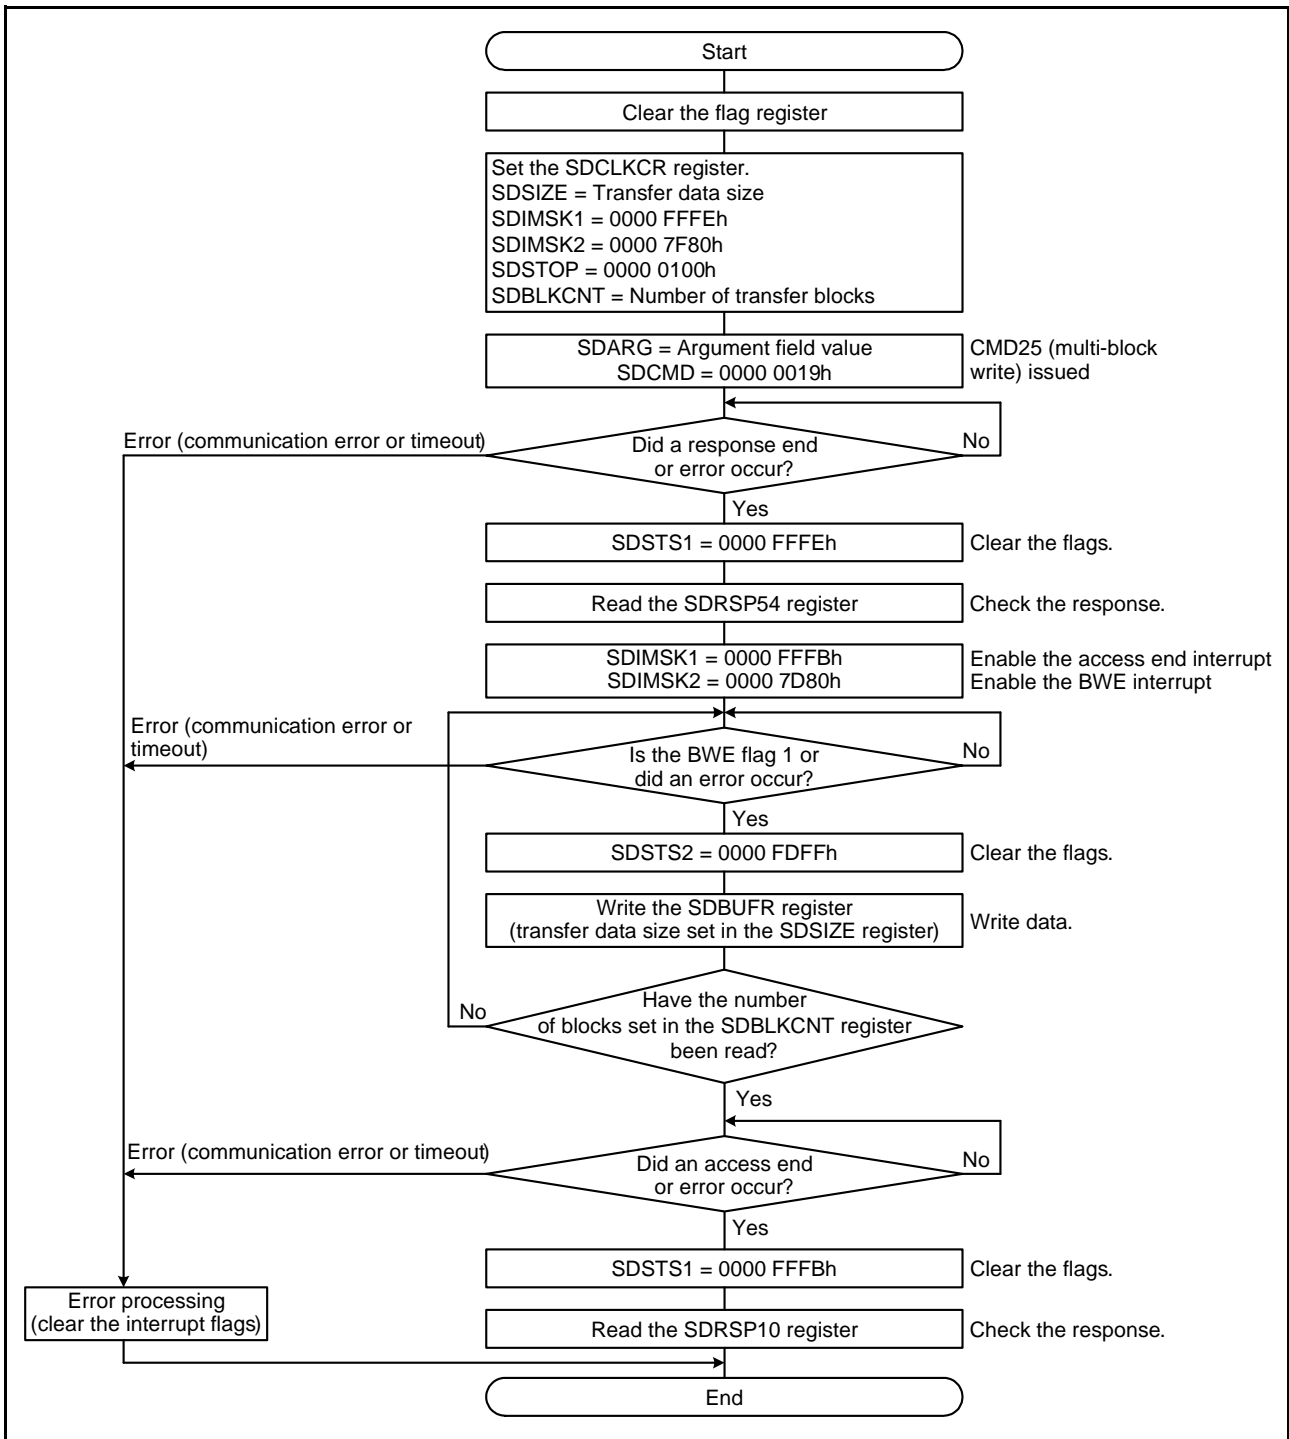 Start
Clear the flag register
Set the SDCLKCR register.
SDSIZE = Transfer data size
SDIMSK1 = 0000 FFFEh
SDIMSK2 = 0000 7F80h
SDSTOP = 0000 0100h
SDBLKCNT = Number of transfer blocks
SDARG = Argument field value
SDCMD = 0000 0019h
CMD25 (multi-block
write) issued
Error (communication error or timeout)
Did a response end
or error occur?
No
Yes
SDSTS1 = 0000 FFFEh
Clear the flags.
Read the SDRSP54 register
Check the response.
SDIMSK1 = 0000 FFFBh
SDIMSK2 = 0000 7D80h
Enable the access end interrupt
Enable the BWE interrupt
Error (communication error or
timeout)
Is the BWE flag 1 or
did an error occur?
No
Yes
SDSTS2 = 0000 FDFFh
Clear the flags.
Write the SDBUFR register
(transfer data size set in the SDSIZE register)
Write data.
Have the number
of blocks set in the SDBLKCNT register
been read?
No
Yes
Error (communication error or timeout)
Did an access end
or error occur?
No
Yes
SDSTS1 = 0000 FFFBh
Clear the flags.
Error processing
(clear the interrupt flags)
Read the SDRSP10 register
Check the response.
End